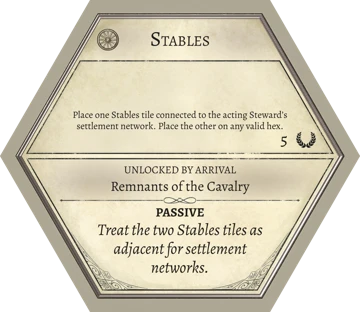 STABLES
Place one Stables tile connected to the acting Steward's
settlement network. Place the other on any valid hex.
5
UNLOCKED BY ARRIVAL
Remnants of the Cavalry
PASSIVE
Treat the two Stables tiles as
adjacent for settlement
networks.